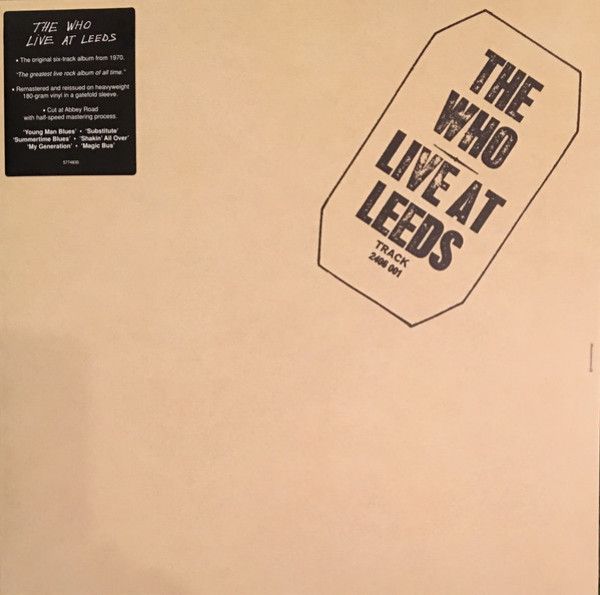 THE WHO
LIVE AT LEEDS
• The original six-track album from 1970.
"The greatest live rock album of all time."
• Remastered and reissued on heavyweight
180-gram vinyl in a gatefold sleeve.
• Cut at Abbey Road
with half-speed mastering process.
'Young Man Blues' • 'Substitute'
'Summertime Blues' • 'Shakin' All Over'
'My Generation' • 'Magic Bus'
THE
WHO
LIVE AT
LEEDS
TRACK
2406 001